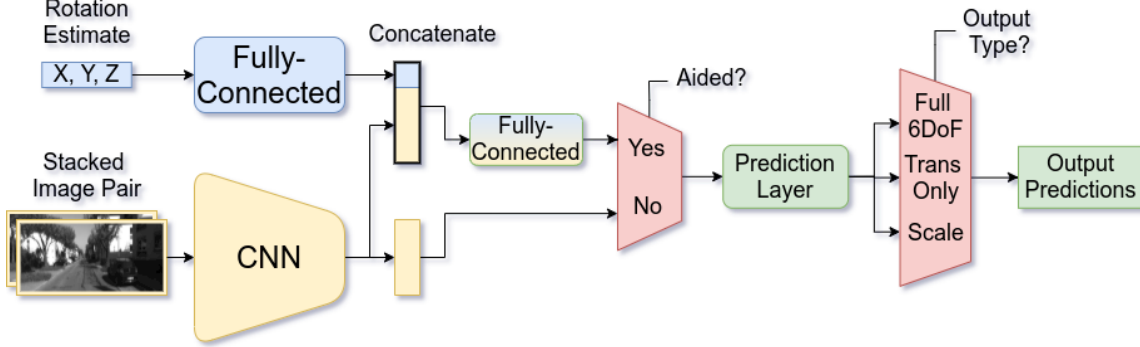 Rotation
Estimate
X, Y, Z
Fully-
Connected
Concatenate
Stacked
Image Pair
CNN
Fully-
Connected
Aided?
Yes
No
Prediction
Layer
Output
Type?
Full
6DoF
Trans
Only
Scale
Output
Predictions